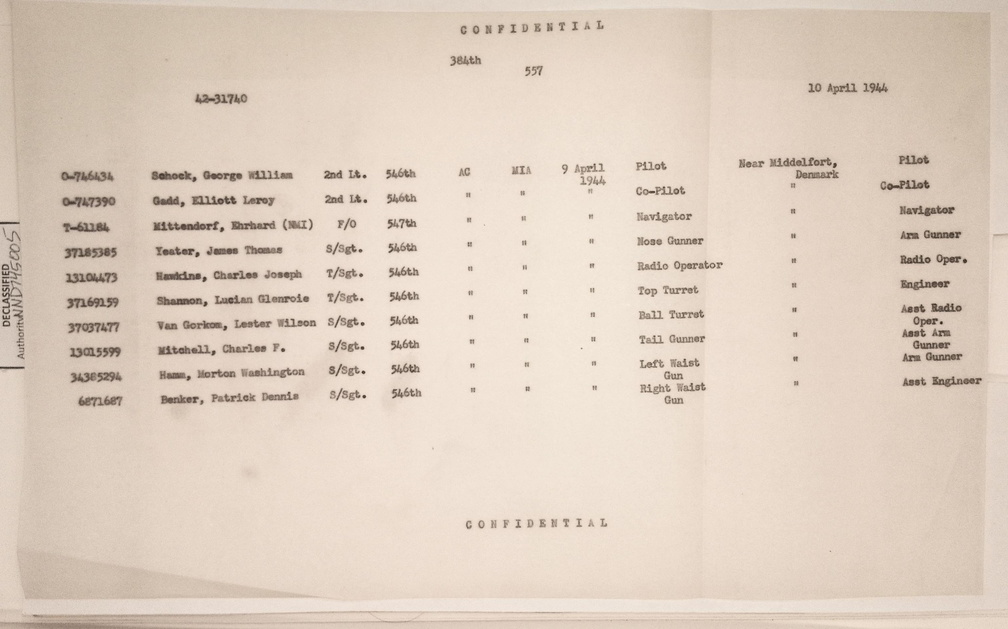 CONFIDENTIAL
384th
557
42-31740
10 April 1944
O-746434 Schock, George William 2nd Lt. 546th AC MIA 9 April 1944 Pilot Near Middelfort, Denmark Pilot
O-747390 Gadd, Elliott Leroy 2nd Lt. 546th " " " Co-Pilot " Co-Pilot
T-61184 Mittendorf, Ehrhard (NMI) F/O 547th " " " Navigator " Navigator
37185385 Yeater, James Thomas S/Sgt. 546th " " " Nose Gunner " Arm Gunner
13104473 Hawkins, Charles Joseph T/Sgt. 546th " " " Radio Operator " Radio Oper.
37169159 Shannon, Lucian Glenroie T/Sgt. 546th " " " Top Turret " Engineer
37037477 Van Gorkom, Lester Wilson S/Sgt. 546th " " " Ball Turret " Asst Radio Oper.
13015599 Mitchell, Charles F. S/Sgt. 546th " " " Tail Gunner " Asst Arm Gunner
34385294 Hamm, Morton Washington S/Sgt. 546th " " " Left Waist Gun " Arm Gunner
6871687 Benker, Patrick Dennis S/Sgt. 546th " " " Right Waist Gun " Asst Engineer
CONFIDENTIAL
DECLASSIFIED
Authority NND745005